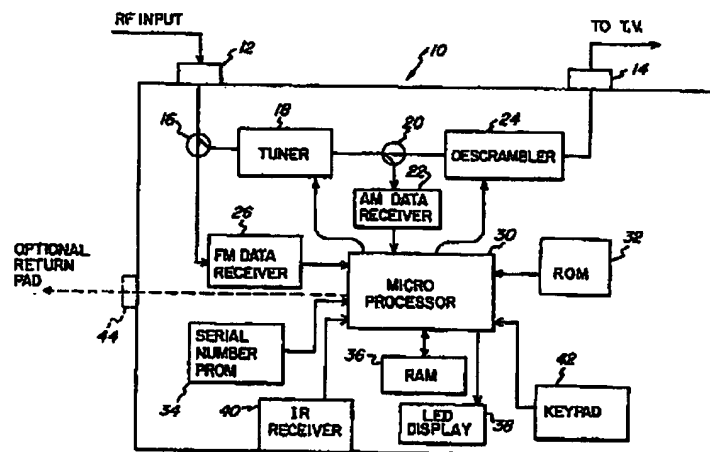 RF INPUT
12
10
TO T.V.
14
16
18
TUNER
20
24
DESCRAMBLER
22
AM DATA
RECEIVER
26
FM DATA
RECEIVER
30
MICRO
PROCESSOR
32
ROM
OPTIONAL
RETURN
PAD
44
SERIAL
NUMBER
PROM
34
36
RAM
40
IR
RECEIVER
LED
DISPLAY
38
42
KEYPAD